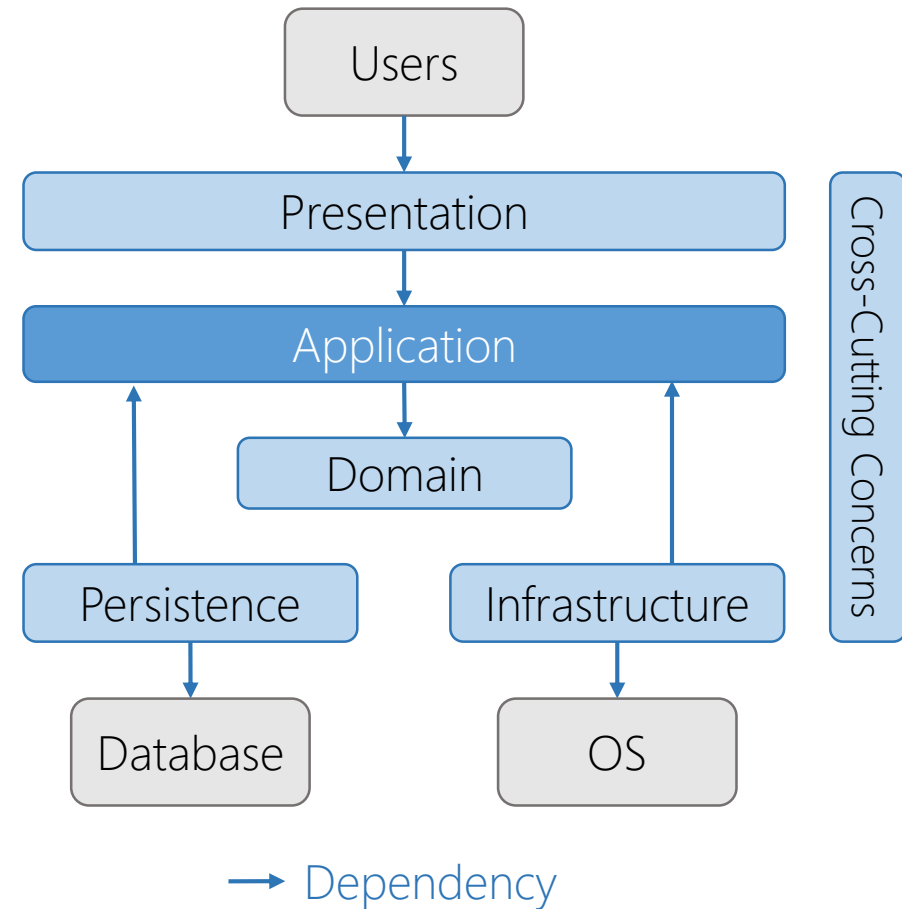 Users
Presentation
Application
Domain
Persistence
Infrastructure
Database
OS
Cross-Cutting Concerns
Dependency